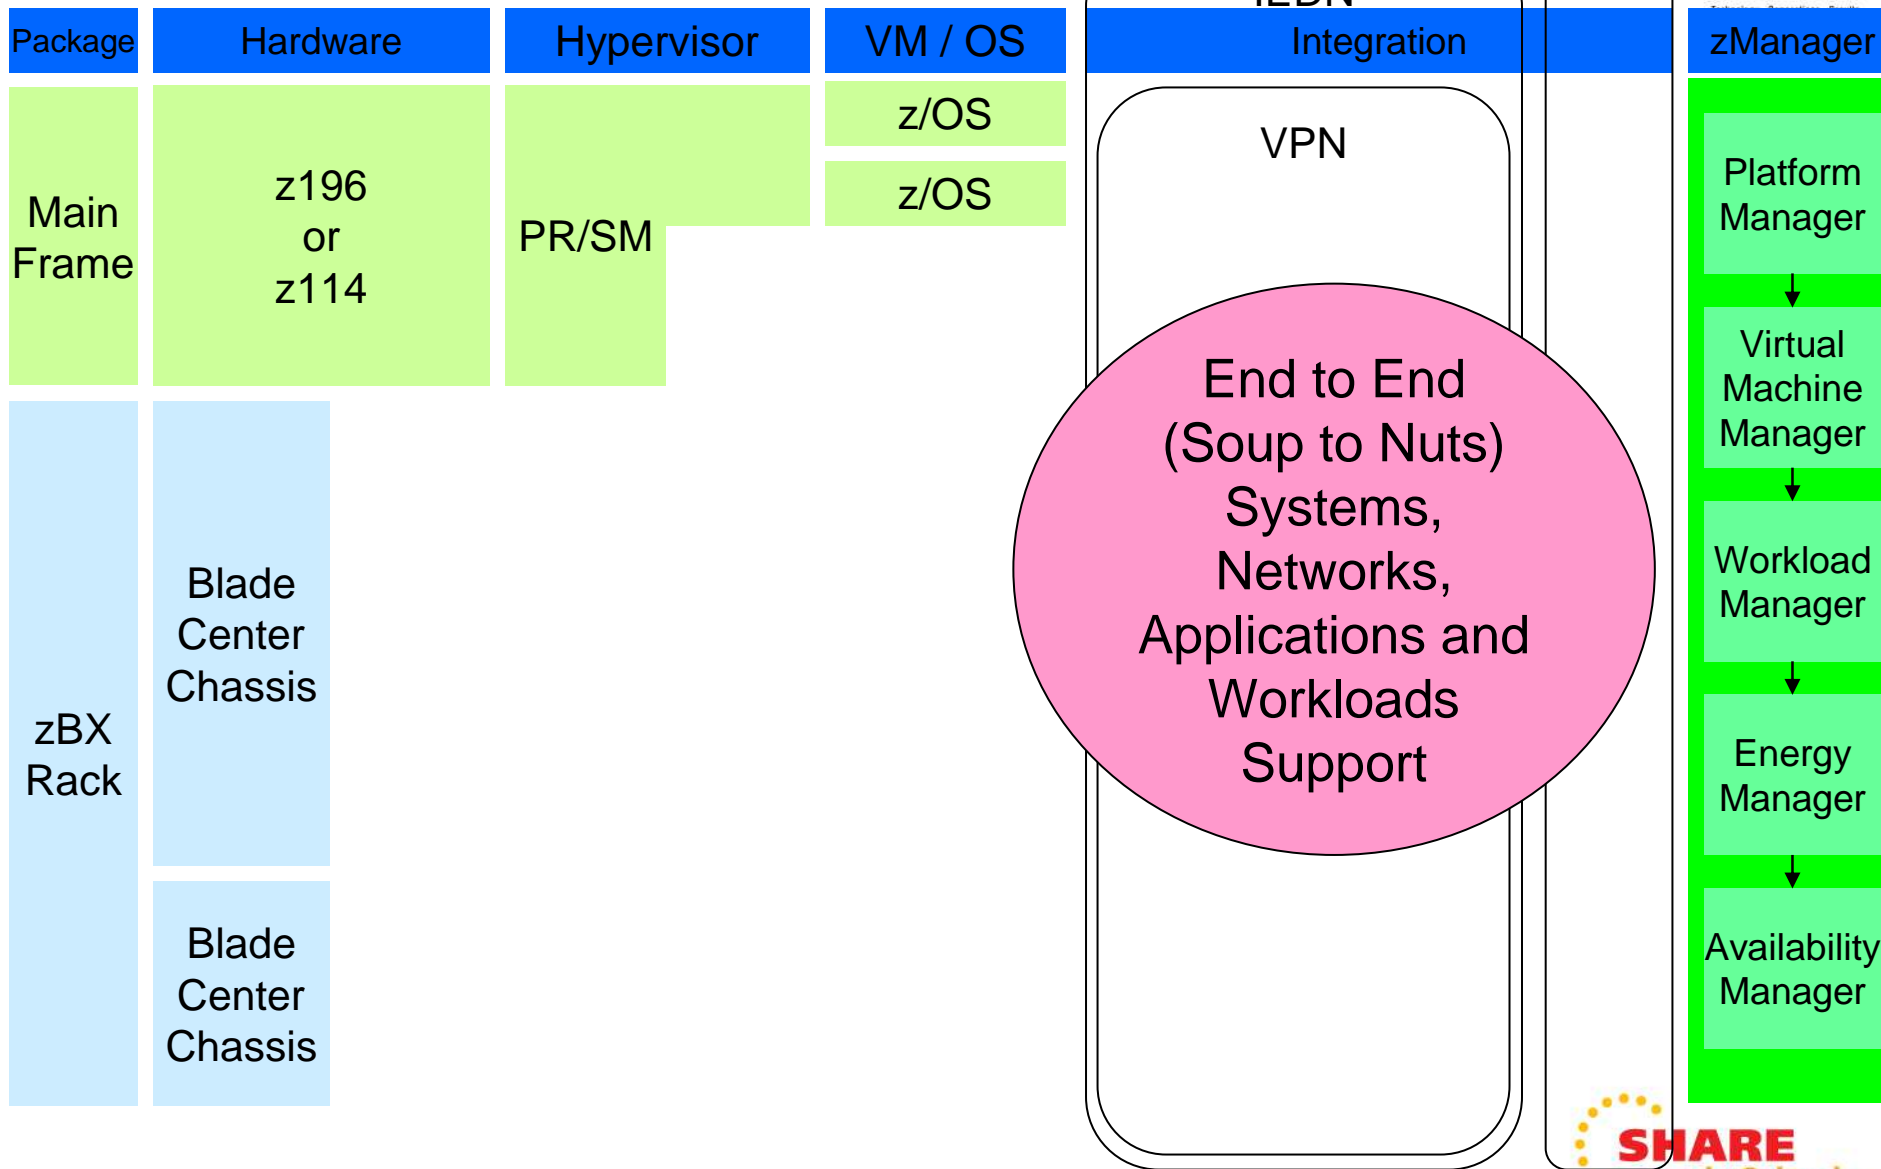 IEDN
Package
Hardware
Hypervisor
VM / OS
Integration
zManager
Main
Frame
z196
or
z114
PR/SM
z/OS
z/OS
VPN
zBX
Rack
Blade
Center
Chassis
Blade
Center
Chassis
End to End
(Soup to Nuts)
Systems,
Networks,
Applications and
Workloads
Support
Platform
Manager
Virtual
Machine
Manager
Workload
Manager
Energy
Manager
Availability
Manager
SHARE